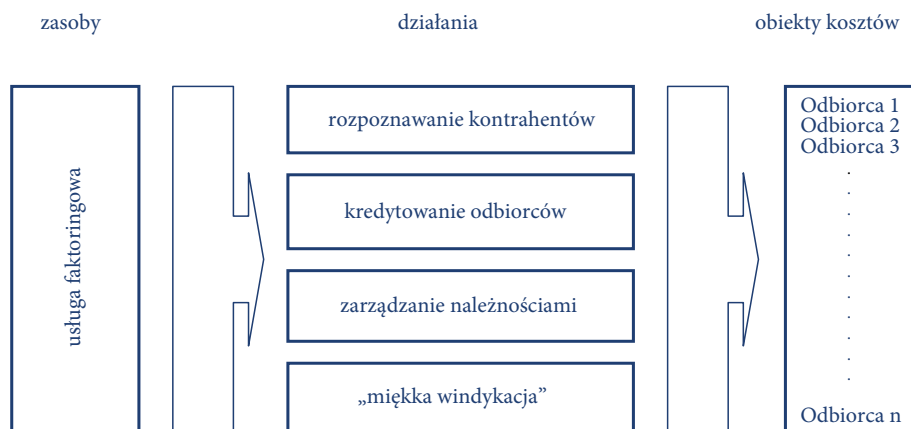 zasoby
działania
obiekty kosztów
usługa faktoringowa
rozpoznawanie kontrahentów
kredytowanie odbiorców
zarządzanie należnościami
„miękka windykacja”
Odbiorca 1
Odbiorca 2
Odbiorca 3
.
.
.
.
.
.
.
.
.
.
.
Odbiorca n